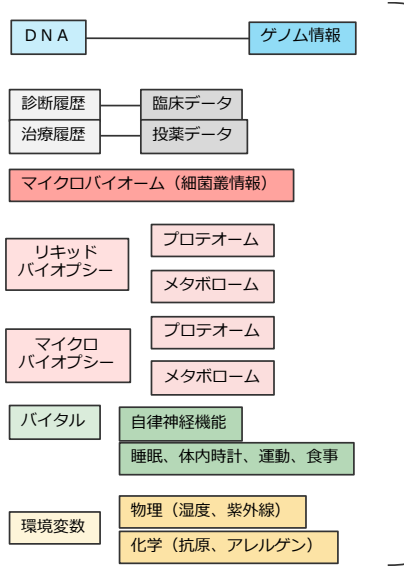 DNA
ゲノム情報
診断履歴
臨床データ
治療履歴
投薬データ
マイクロバイオーム（細菌叢情報）
リキッド
バイオプシー
プロテオーム
メタボローム
マイクロ
バイオプシー
プロテオーム
メタボローム
バイタル
自律神経機能
睡眠、体内時計、運動、食事
環境変数
物理（湿度、紫外線）
化学（抗原、アレルゲン）